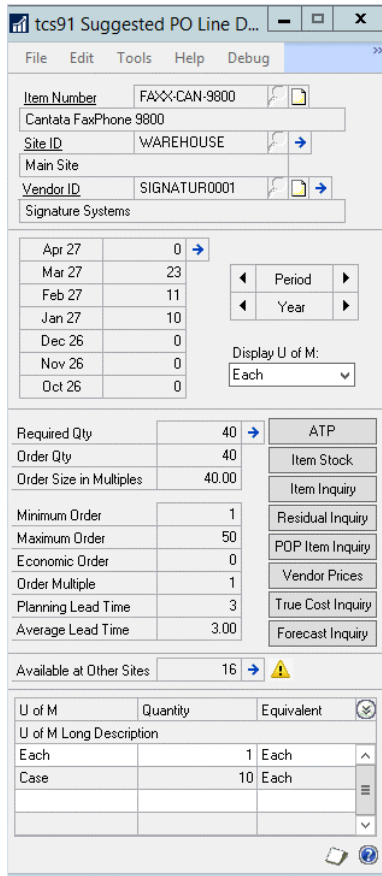 tcs91 Suggested PO Line D...
File Edit Tools Help Debug »
Item Number FAXX-CAN-9800
Cantata FaxPhone 9800
Site ID WAREHOUSE
Main Site
Vendor ID SIGNATUR0001
Signature Systems
Apr 27 0
Mar 27 23
Feb 27 11
Jan 27 10
Dec 26 0
Nov 26 0
Oct 26 0
Period
Year
Display U of M:
Each
Required Qty 40 ATP
Order Qty 40 Item Stock
Order Size in Multiples 40.00 Item Inquiry
Minimum Order 1 Residual Inquiry
Maximum Order 50 POP Item Inquiry
Economic Order 0
Order Multiple 1 Vendor Prices
Planning Lead Time 3 True Cost Inquiry
Average Lead Time 3.00 Forecast Inquiry
Available at Other Sites 16
U of M Quantity Equivalent
U of M Long Description
Each 1 Each
Case 10 Each